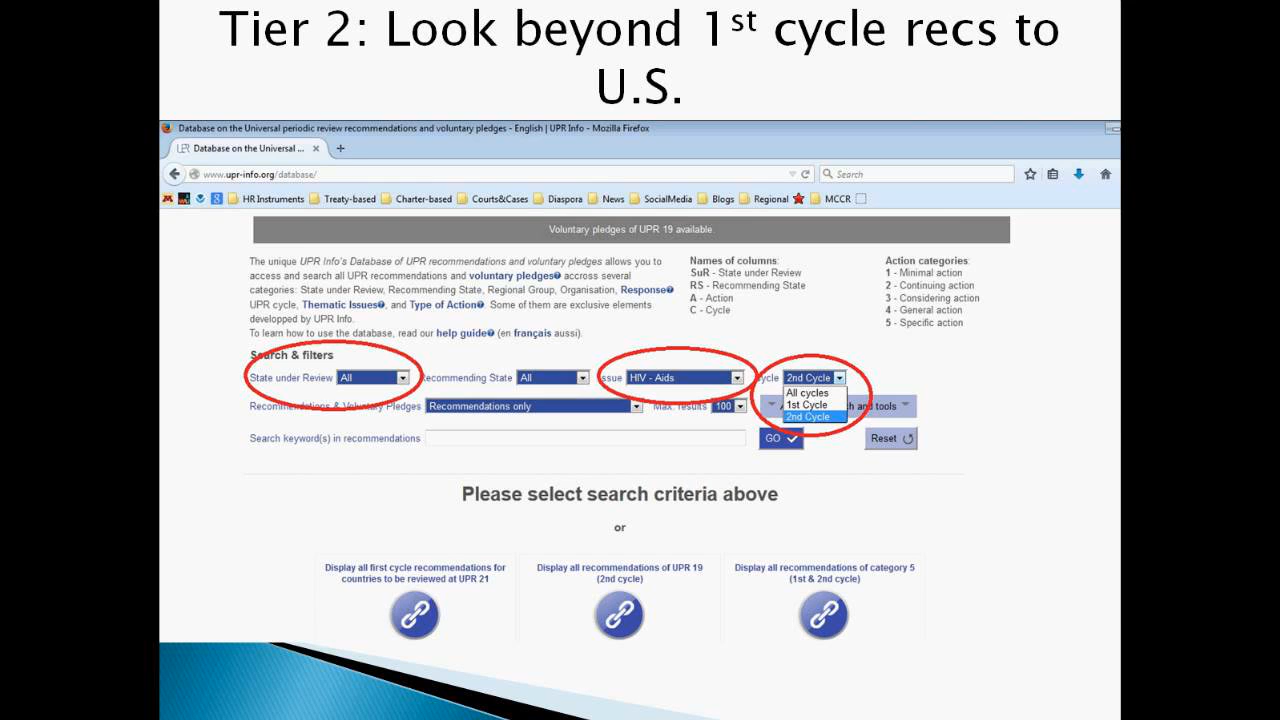 Tier 2: Look beyond 1st cycle recs to
U.S.
Database on the Universal periodic review recommendations and voluntary pledges - English | UPR Info - Mozilla Firefox
UPR Database on the Universal ... × +
www.upr-info.org/database/ Search
HR Instruments Treaty-based Charter-based Courts&Cases Diaspora News SocialMedia Blogs Regional MCCR
Voluntary pledges of UPR 19 available.
The unique UPR Info's Database of UPR recommendations and voluntary pledges allows you to
access and search all UPR recommendations and voluntary pledges accross several
categories: State under Review, Recommending State, Regional Group, Organisation, Response
UPR cycle, Thematic Issues, and Type of Action. Some of them are exclusive elements
developped by UPR Info.
To learn how to use the database, read our help guide (en français aussi).
Names of columns:
SuR - State under Review
RS - Recommending State
A - Action
C - Cycle
Action categories:
1 - Minimal action
2 - Continuing action
3 - Considering action
4 - General action
5 - Specific action
Search & filters
State under Review All Recommending State All Issue HIV - Aids Cycle 2nd Cycle
All cycles
1st Cycle
2nd Cycle
Recommendations & Voluntary Pledges Recommendations only Max. results 100 and tools
Search keyword(s) in recommendations GO Reset
Please select search criteria above
or
Display all first cycle recommendations for
countries to be reviewed at UPR 21
Display all recommendations of UPR 19
(2nd cycle)
Display all recommendations of category 5
(1st & 2nd cycle)